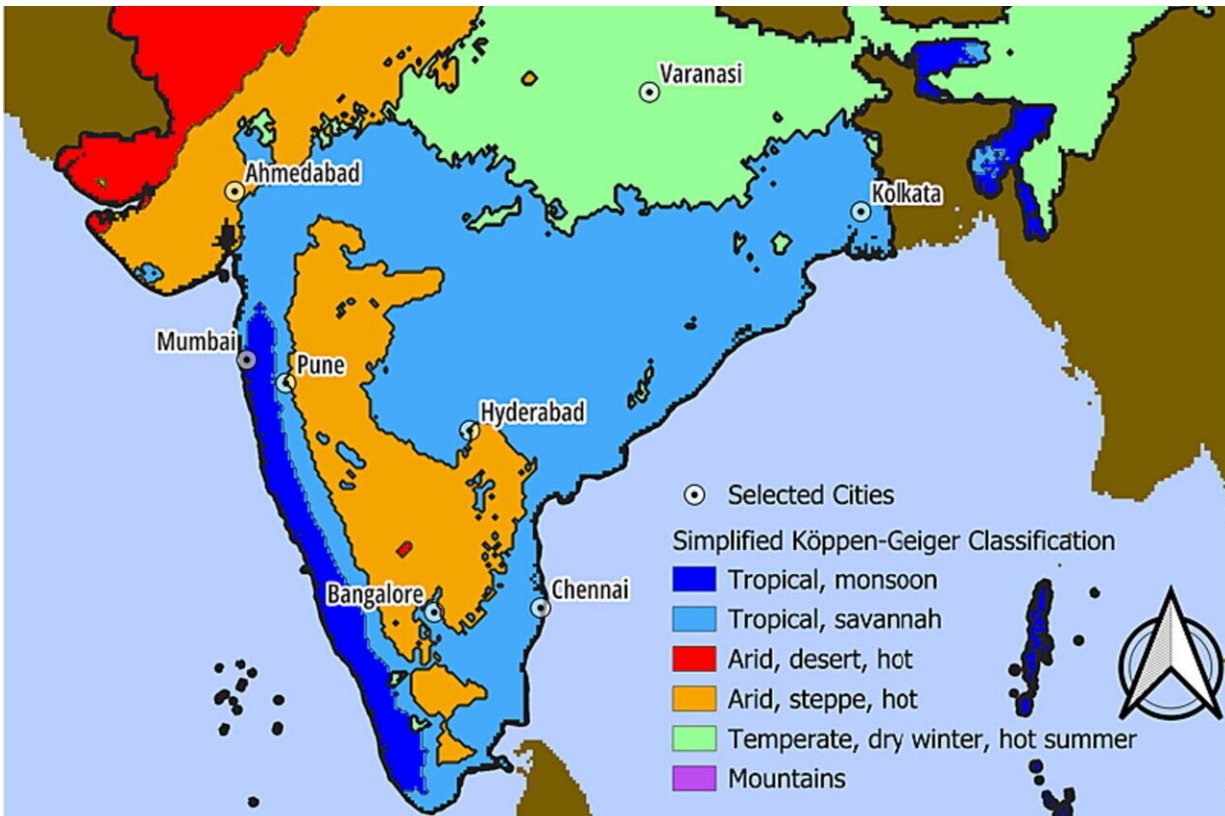 Varanasi
Ahmedabad
Kolkata
Mumbai
Pune
Hyderabad
Selected Cities
Simplified Köppen-Geiger Classification
Tropical, monsoon
Bangalore
Chennai
Tropical, savannah
Arid, desert, hot
Arid, steppe, hot
Temperate, dry winter, hot summer
Mountains